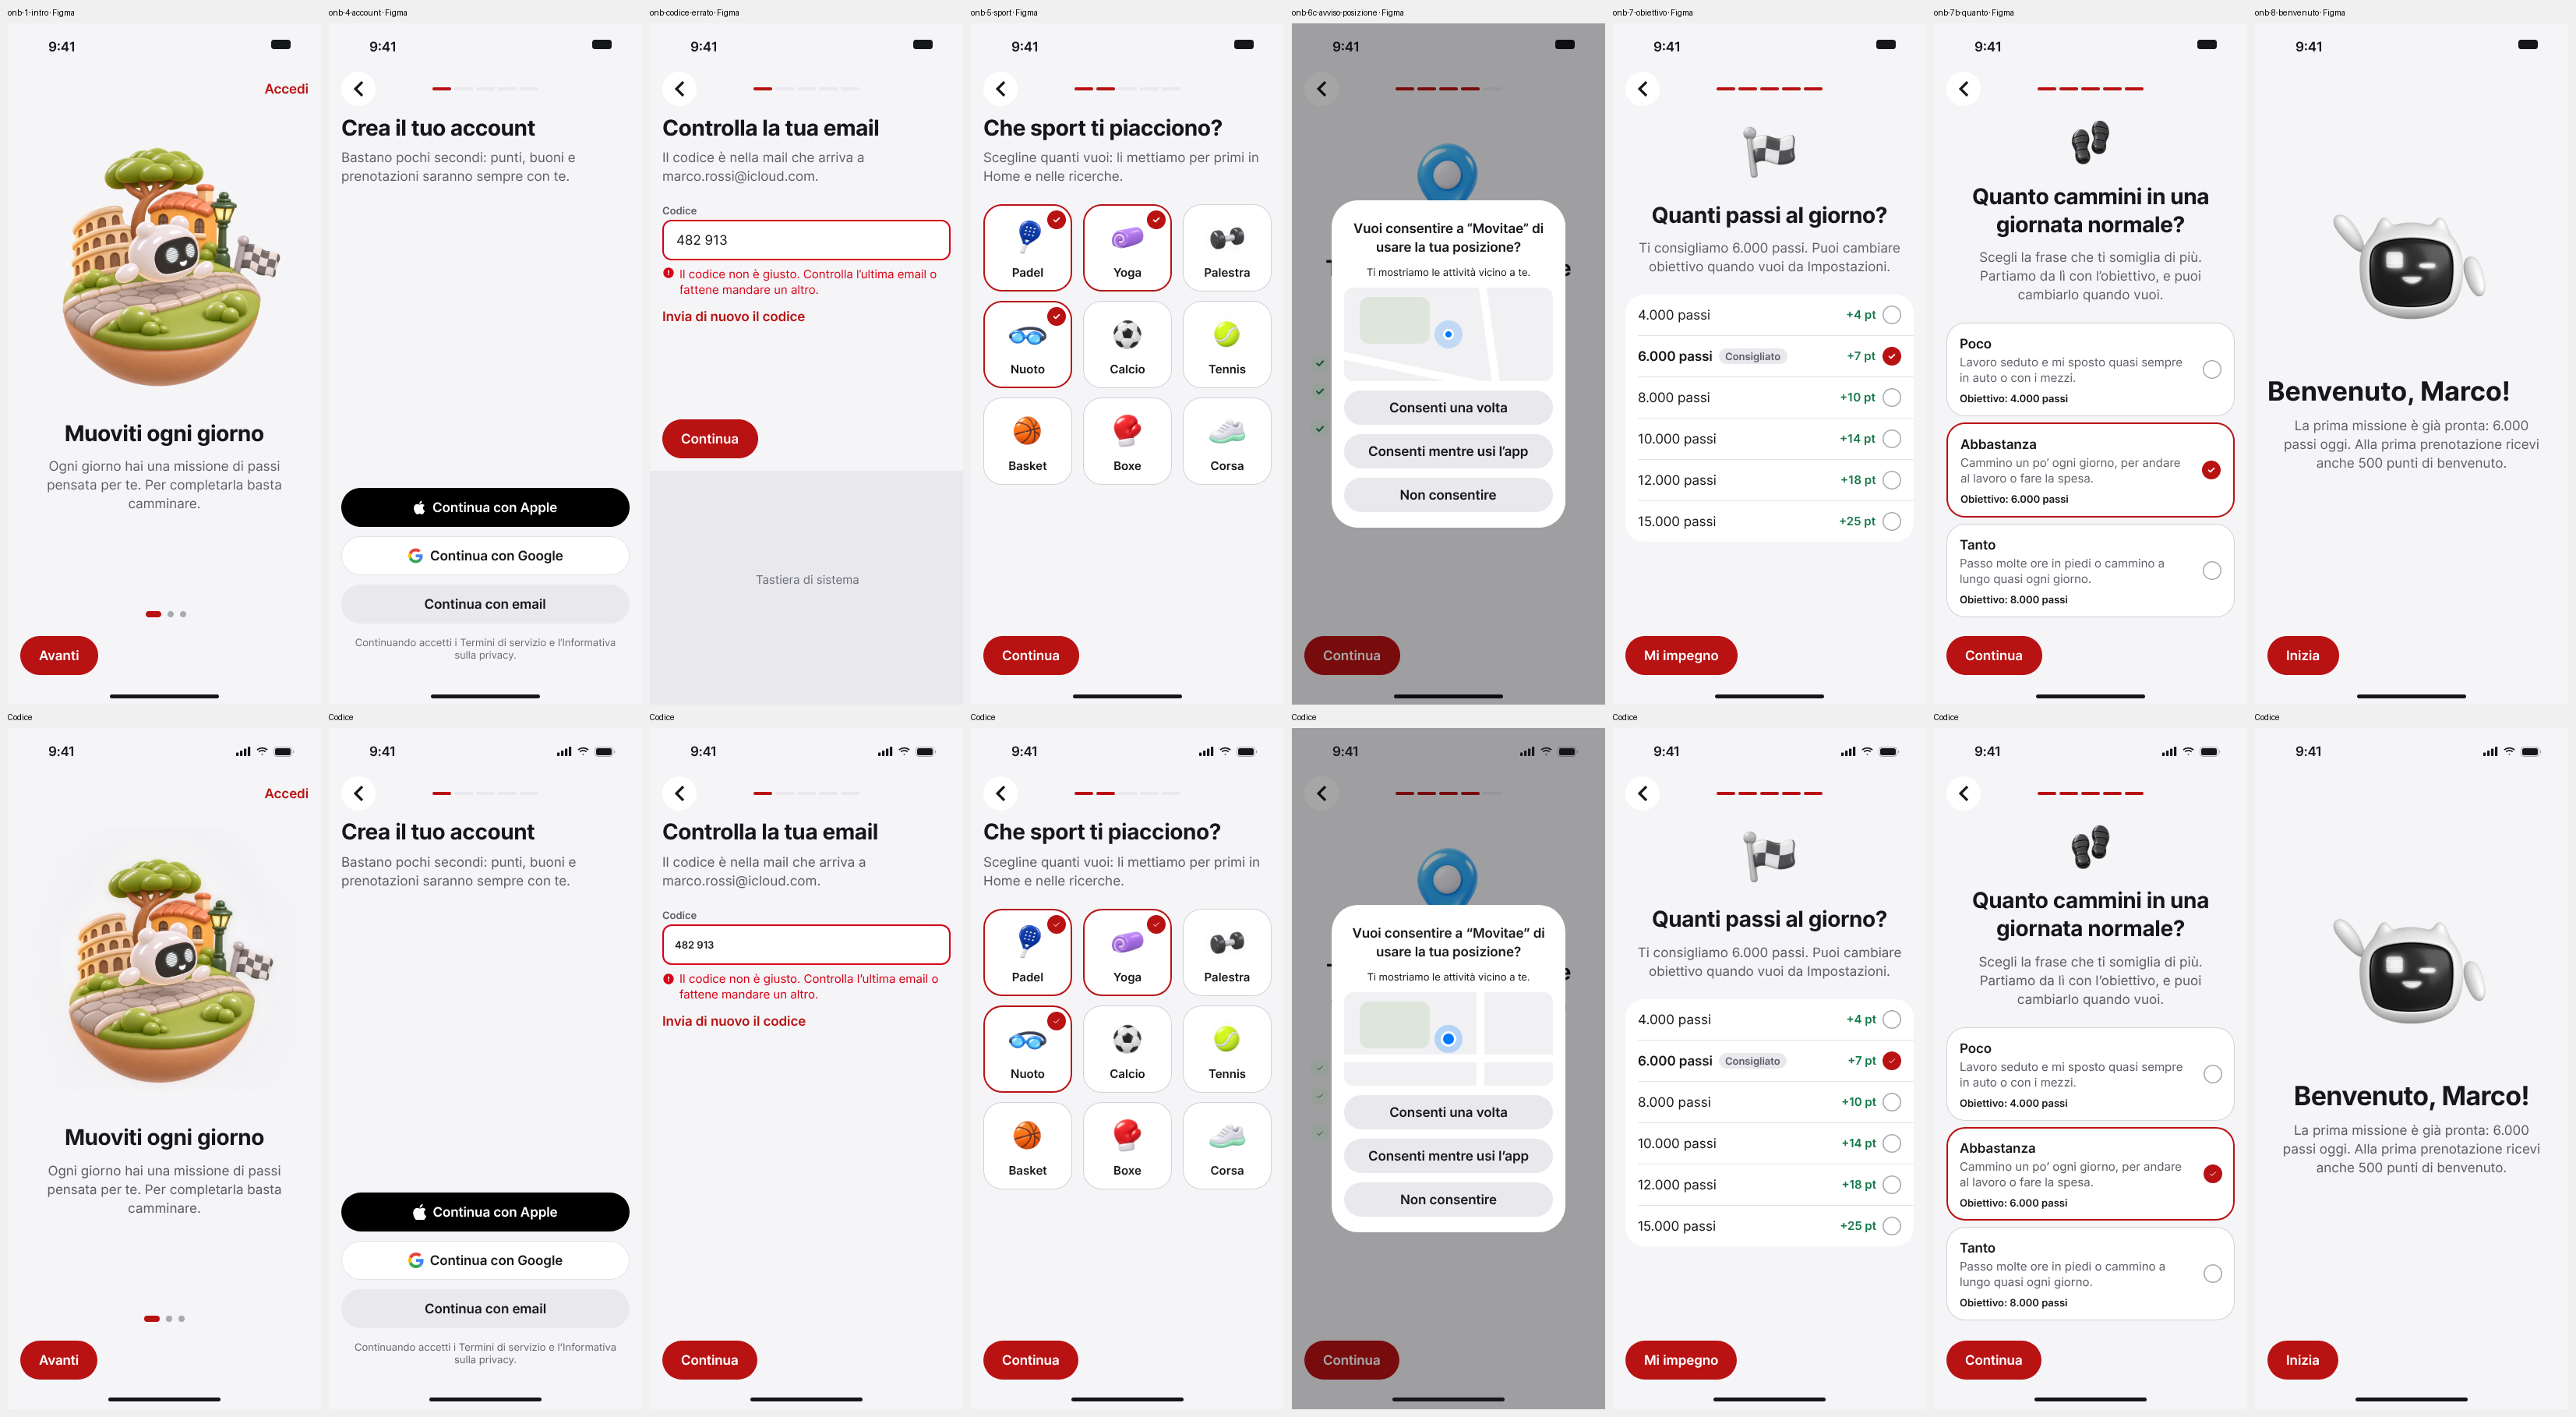 onb-1-intro · Figma
9:41
Accedi
Muoviti ogni giorno
Ogni giorno hai una missione di passi
pensata per te. Per completarla basta
camminare.
Avanti
onb-4-account · Figma
9:41
Crea il tuo account
Bastano pochi secondi: punti, buoni e
prenotazioni saranno sempre con te.
Continua con Apple
Continua con Google
Continua con email
Continuando accetti i Termini di servizio e l’Informativa
sulla privacy.
onb-codice-errato · Figma
9:41
Controlla la tua email
Il codice è nella mail che arriva a
marco.rossi@icloud.com.
Codice
482 913
Il codice non è giusto. Controlla l’ultima email o
fattene mandare un altro.
Invia di nuovo il codice
Continua
Tastiera di sistema
onb-5-sport · Figma
9:41
Che sport ti piacciono?
Scegline quanti vuoi: li mettiamo per primi in
Home e nelle ricerche.
Padel
Yoga
Palestra
Nuoto
Calcio
Tennis
Basket
Boxe
Corsa
Continua
onb-6c-avviso-posizione · Figma
9:41
Vuoi consentire a “Movitae” di
usare la tua posizione?
Ti mostriamo le attività vicino a te.
Consenti una volta
Consenti mentre usi l’app
Non consentire
Continua
onb-7-obiettivo · Figma
9:41
Quanti passi al giorno?
Ti consigliamo 6.000 passi. Puoi cambiare
obiettivo quando vuoi da Impostazioni.
4.000 passi +4 pt
6.000 passi Consigliato +7 pt
8.000 passi +10 pt
10.000 passi +14 pt
12.000 passi +18 pt
15.000 passi +25 pt
Mi impegno
onb-7b-quanto · Figma
9:41
Quanto cammini in una
giornata normale?
Scegli la frase che ti somiglia di più.
Partiamo da lì con l’obiettivo, e puoi
cambiarlo quando vuoi.
Poco
Lavoro seduto e mi sposto quasi sempre
in auto o con i mezzi.
Obiettivo: 4.000 passi
Abbastanza
Cammino un po’ ogni giorno, per andare
al lavoro o fare la spesa.
Obiettivo: 6.000 passi
Tanto
Passo molte ore in piedi o cammino a
lungo quasi ogni giorno.
Obiettivo: 8.000 passi
Continua
onb-8-benvenuto · Figma
9:41
Benvenuto, Marco!
La prima missione è già pronta: 6.000
passi oggi. Alla prima prenotazione ricevi
anche 500 punti di benvenuto.
Inizia
Codice
9:41
Accedi
Muoviti ogni giorno
Ogni giorno hai una missione di passi
pensata per te. Per completarla basta
camminare.
Avanti
Codice
9:41
Crea il tuo account
Bastano pochi secondi: punti, buoni e
prenotazioni saranno sempre con te.
Continua con Apple
Continua con Google
Continua con email
Continuando accetti i Termini di servizio e l’Informativa
sulla privacy.
Codice
9:41
Controlla la tua email
Il codice è nella mail che arriva a
marco.rossi@icloud.com.
Codice
482 913
Il codice non è giusto. Controlla l’ultima email o
fattene mandare un altro.
Invia di nuovo il codice
Continua
Codice
9:41
Che sport ti piacciono?
Scegline quanti vuoi: li mettiamo per primi in
Home e nelle ricerche.
Padel
Yoga
Palestra
Nuoto
Calcio
Tennis
Basket
Boxe
Corsa
Continua
Codice
9:41
Vuoi consentire a “Movitae” di
usare la tua posizione?
Ti mostriamo le attività vicino a te.
Consenti una volta
Consenti mentre usi l’app
Non consentire
Continua
Codice
9:41
Quanti passi al giorno?
Ti consigliamo 6.000 passi. Puoi cambiare
obiettivo quando vuoi da Impostazioni.
4.000 passi +4 pt
6.000 passi Consigliato +7 pt
8.000 passi +10 pt
10.000 passi +14 pt
12.000 passi +18 pt
15.000 passi +25 pt
Mi impegno
Codice
9:41
Quanto cammini in una
giornata normale?
Scegli la frase che ti somiglia di più.
Partiamo da lì con l’obiettivo, e puoi
cambiarlo quando vuoi.
Poco
Lavoro seduto e mi sposto quasi sempre
in auto o con i mezzi.
Obiettivo: 4.000 passi
Abbastanza
Cammino un po’ ogni giorno, per andare
al lavoro o fare la spesa.
Obiettivo: 6.000 passi
Tanto
Passo molte ore in piedi o cammino a
lungo quasi ogni giorno.
Obiettivo: 8.000 passi
Continua
Codice
9:41
Benvenuto, Marco!
La prima missione è già pronta: 6.000
passi oggi. Alla prima prenotazione ricevi
anche 500 punti di benvenuto.
Inizia